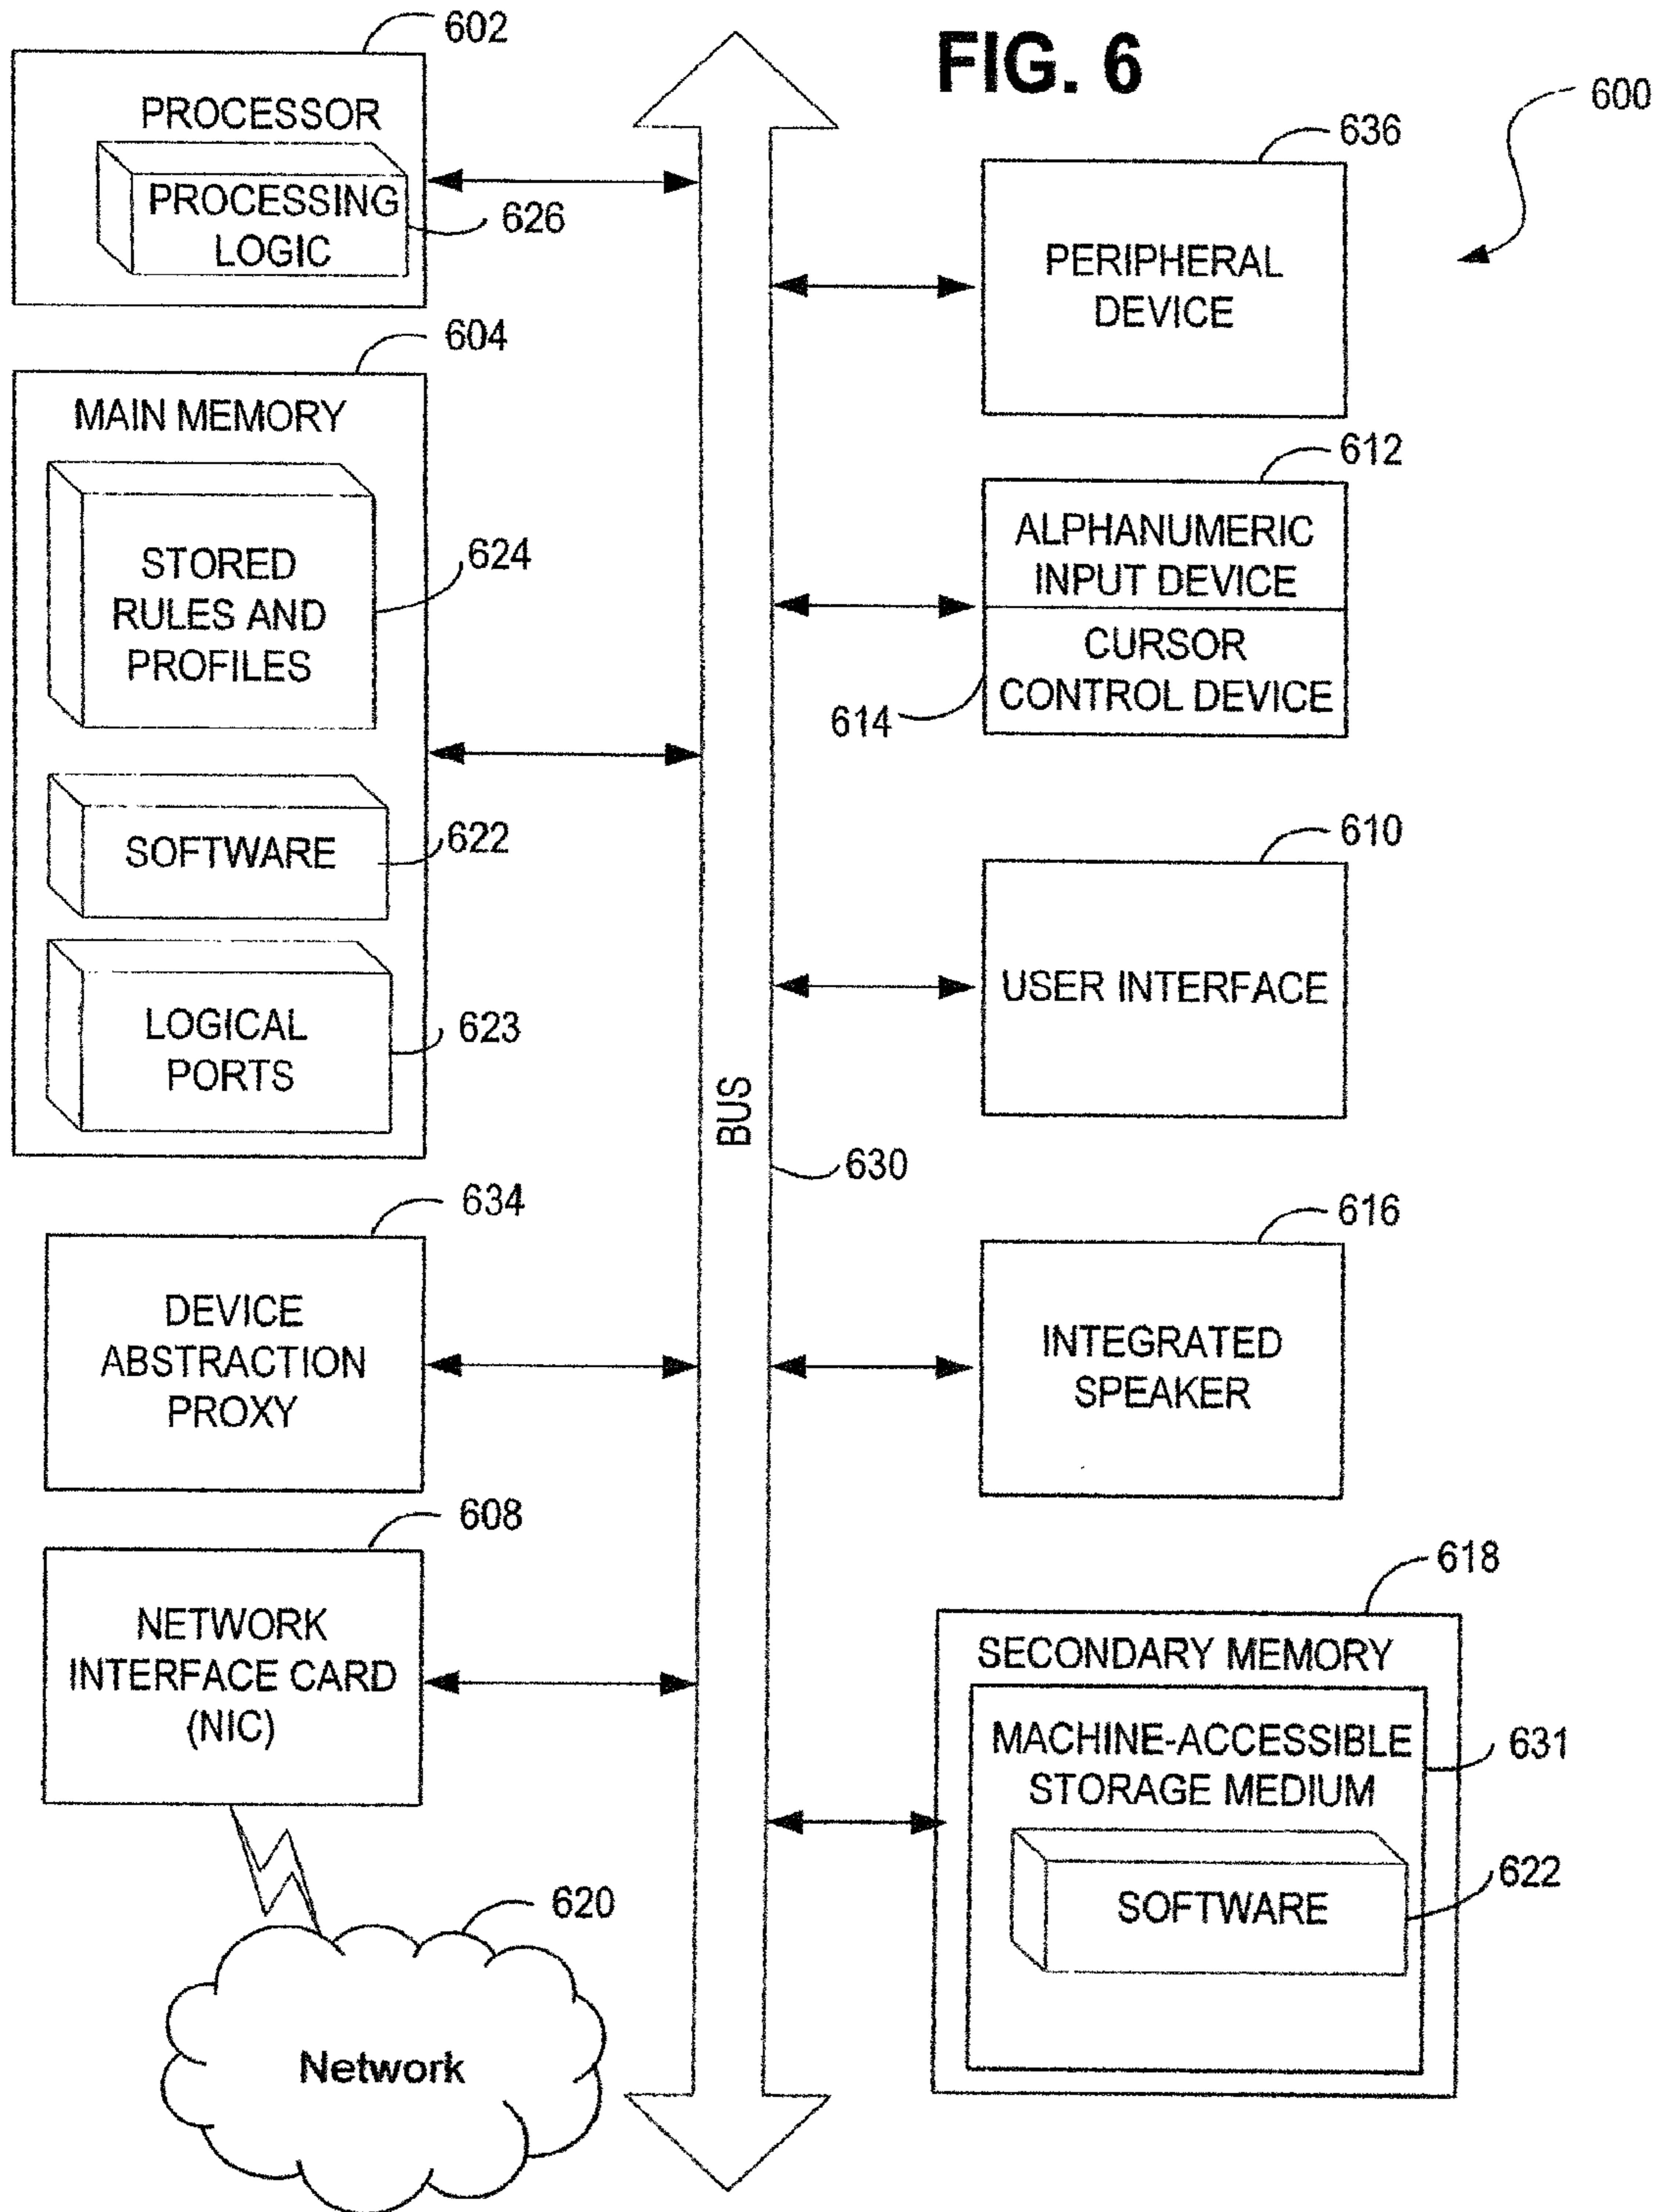 FIG. 6
600
602
PROCESSOR
PROCESSING
LOGIC
626
604
MAIN MEMORY
STORED
RULES AND
PROFILES
624
SOFTWARE
622
LOGICAL
PORTS
623
634
DEVICE
ABSTRACTION
PROXY
608
NETWORK
INTERFACE CARD
(NIC)
620
Network
BUS
630
636
PERIPHERAL
DEVICE
612
ALPHANUMERIC
INPUT DEVICE
CURSOR
CONTROL DEVICE
614
610
USER INTERFACE
616
INTEGRATED
SPEAKER
618
SECONDARY MEMORY
MACHINE-ACCESSIBLE
STORAGE MEDIUM
631
SOFTWARE
622